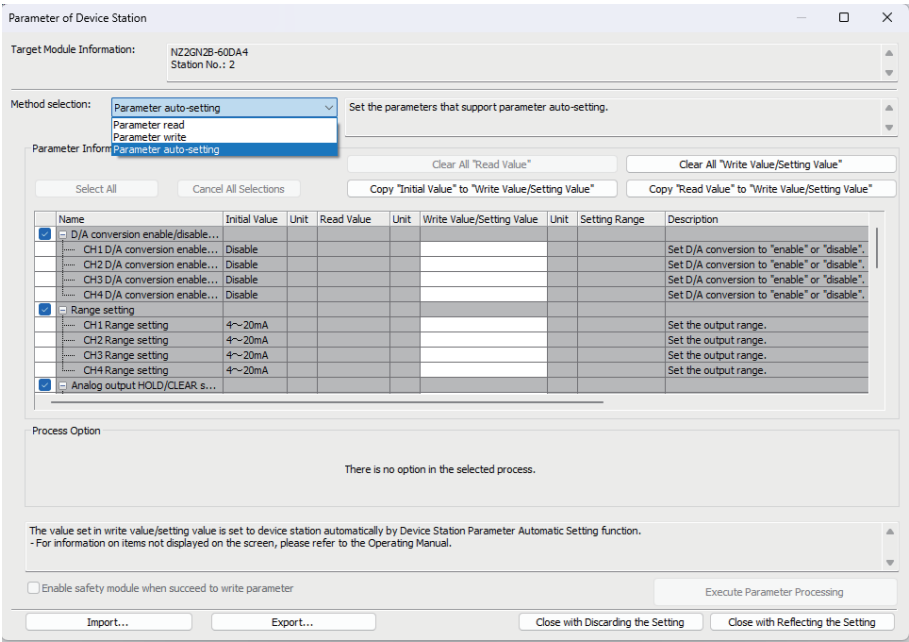 Parameter of Device Station
Target Module Information:
NZ2GN2B-60DA4
Station No.: 2
Method selection:
Parameter auto-setting
Set the parameters that support parameter auto-setting.
Parameter read
Parameter write
Parameter auto-setting
Parameter Inform
Clear All "Read Value"
Clear All "Write Value/Setting Value"
Select All
Cancel All Selections
Copy "Initial Value" to "Write Value/Setting Value"
Copy "Read Value" to "Write Value/Setting Value"
Name Initial Value Unit Read Value Unit Write Value/Setting Value Unit Setting Range Description
D/A conversion enable/disable...
CH1 D/A conversion enable... Disable Set D/A conversion to "enable" or "disable".
CH2 D/A conversion enable... Disable Set D/A conversion to "enable" or "disable".
CH3 D/A conversion enable... Disable Set D/A conversion to "enable" or "disable".
CH4 D/A conversion enable... Disable Set D/A conversion to "enable" or "disable".
Range setting
CH1 Range setting 4～20mA Set the output range.
CH2 Range setting 4～20mA Set the output range.
CH3 Range setting 4～20mA Set the output range.
CH4 Range setting 4～20mA Set the output range.
Analog output HOLD/CLEAR s...
Process Option
There is no option in the selected process.
The value set in write value/setting value is set to device station automatically by Device Station Parameter Automatic Setting function.
- For information on items not displayed on the screen, please refer to the Operating Manual.
Enable safety module when succeed to write parameter
Execute Parameter Processing
Import...
Export...
Close with Discarding the Setting
Close with Reflecting the Setting